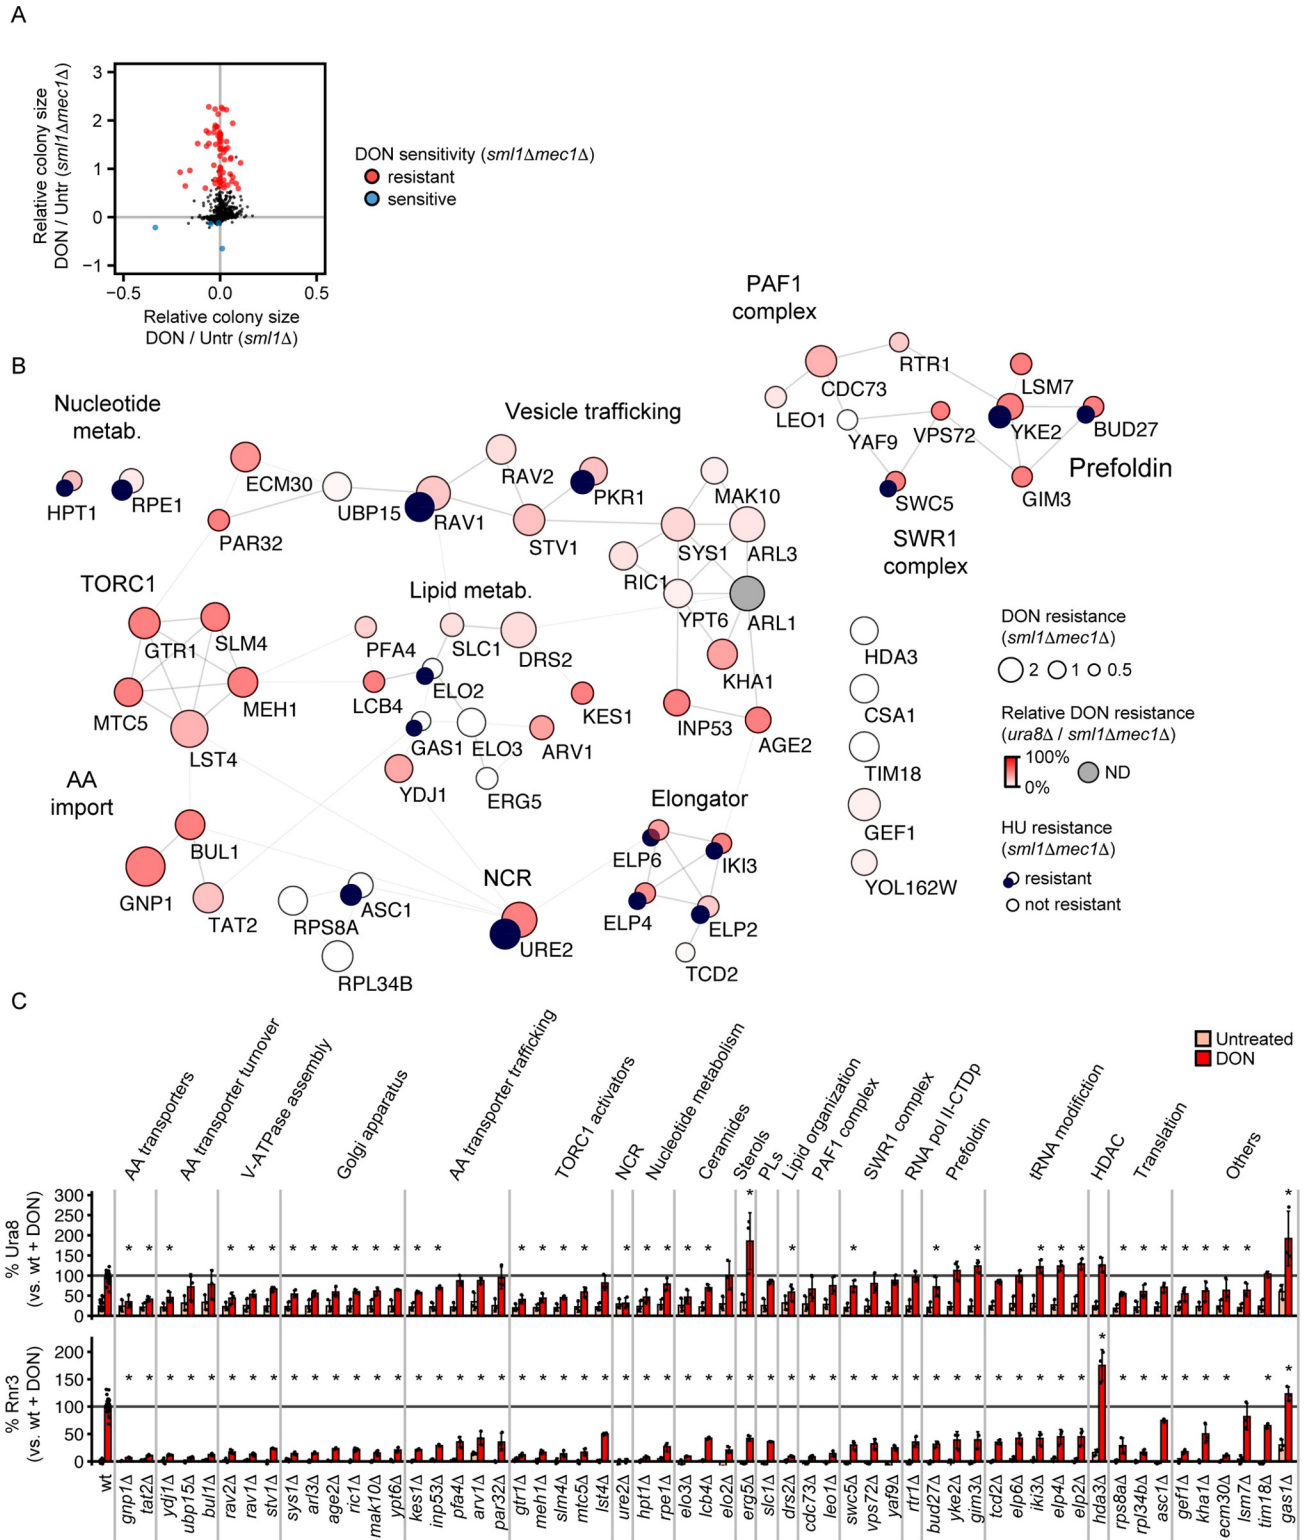 A
3
2
1
0
−1
−0.5
0.0
0.5
Relative colony size
DON / Untr (sml1Δmec1Δ)
Relative colony size
DON / Untr (sml1Δ)
DON sensitivity (sml1Δmec1Δ)
resistant
sensitive
B
PAF1
complex
RTR1
LSM7
CDC73
LEO1
YAF9
VPS72
YKE2
BUD27
Prefoldin
SWC5
GIM3
SWR1
complex
Nucleotide
metab.
HPT1
RPE1
ECM30
PAR32
UBP15
Vesicle trafficking
RAV2
RAV1
PKR1
STV1
MAK10
SYS1
ARL3
RIC1
YPT6
ARL1
KHA1
INP53
AGE2
TORC1
GTR1
SLM4
MTC5
MEH1
LST4
Lipid metab.
PFA4
SLC1
DRS2
LCB4
ELO2
KES1
GAS1
ELO3
ARV1
YDJ1
ERG5
AA
import
BUL1
GNP1
TAT2
RPS8A
ASC1
RPL34B
NCR
URE2
Elongator
ELP6
IKI3
ELP4
ELP2
TCD2
HDA3
CSA1
TIM18
GEF1
YOL162W
DON resistance
(sml1Δmec1Δ)
2 1 0.5
Relative DON resistance
(ura8Δ / sml1Δmec1Δ)
100%
0%
ND
HU resistance
(sml1Δmec1Δ)
resistant
not resistant
C
Untreated
DON
AA transporters
AA transporter turnover
V-ATPase assembly
Golgi apparatus
AA transporter trafficking
TORC1 activators
NCR
Nucleotide metabolism
Ceramides
Sterols
PLs
Lipid organization
PAF1 complex
SWR1 complex
RNA pol II-CTDp
Prefoldin
tRNA modifiction
HDAC
Translation
Others
% Ura8
(vs. wt + DON)
300
250
200
150
100
50
0
% Rnr3
(vs. wt + DON)
200
150
100
50
0
wt
gnp1Δ
tat2Δ
ydj1Δ
ubp15Δ
bul1Δ
rav2Δ
rav1Δ
stv1Δ
sys1Δ
arl3Δ
age2Δ
ric1Δ
mak10Δ
ypt6Δ
kes1Δ
inp53Δ
pfa4Δ
arv1Δ
par32Δ
gtr1Δ
meh1Δ
slm4Δ
mtc5Δ
lst4Δ
ure2Δ
hpt1Δ
rpe1Δ
elo3Δ
lcb4Δ
elo2Δ
erg5Δ
slc1Δ
drs2Δ
cdc73Δ
leo1Δ
swc5Δ
vps72Δ
yaf9Δ
rtr1Δ
bud27Δ
yke2Δ
gim3Δ
tcd2Δ
elp6Δ
iki3Δ
elp4Δ
elp2Δ
hda3Δ
rps8aΔ
rpl34bΔ
asc1Δ
gef1Δ
kha1Δ
ecm30Δ
lsm7Δ
tim18Δ
gas1Δ